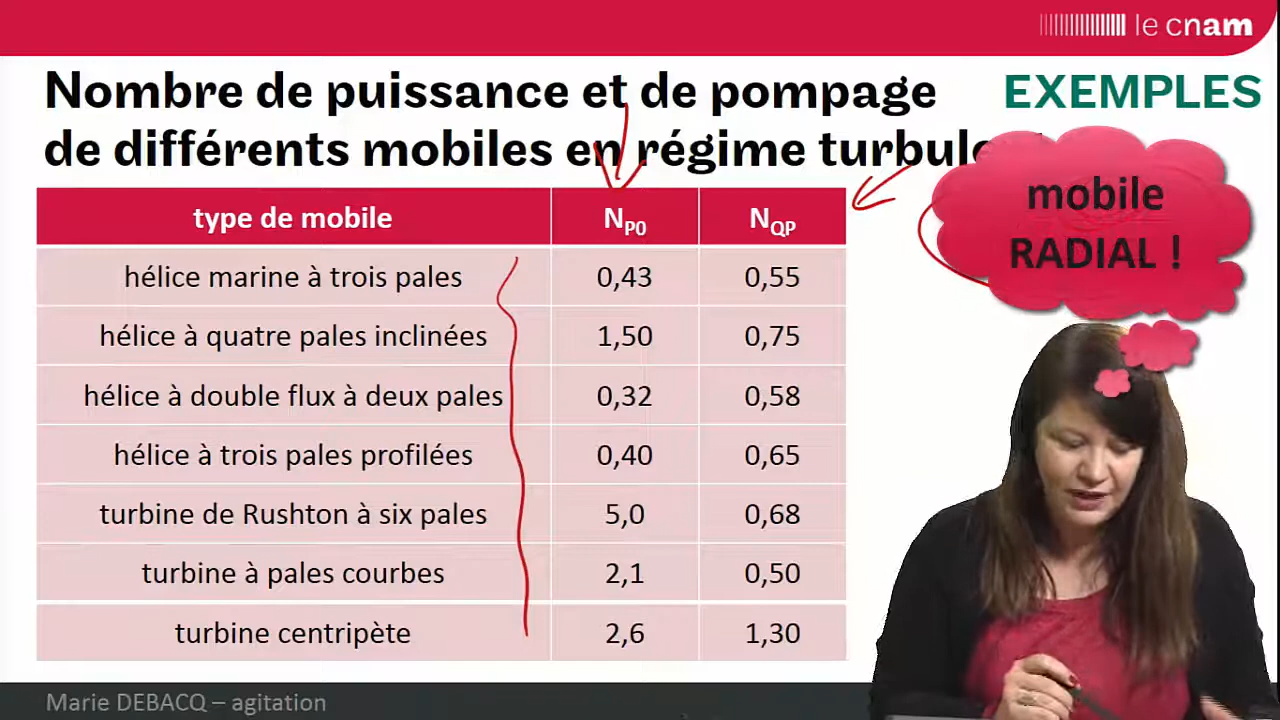 le cnam
Nombre de puissance et de pompage
de différents mobiles en régime
EXEMPLES
mobile
RADIAL !
type de mobile NP0 NQP
hélice marine à trois pales 0,43 0,55
hélice à quatre pales inclinées 1,50 0,75
hélice à double flux à deux pales 0,32 0,58
hélice à trois pales profilées 0,40 0,65
turbine de Rushton à six pales 5,0 0,68
turbine à pales courbes 2,1 0,50
turbine centripète 2,6 1,30
Marie DEBACQ – agitation